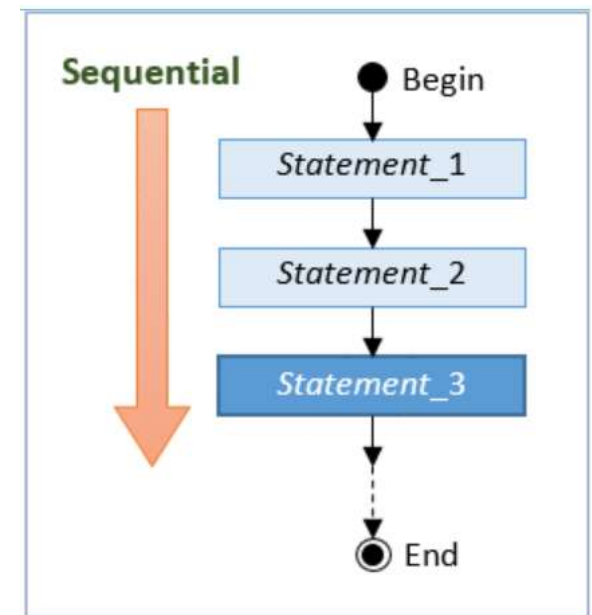 Sequential
Begin
Statement_1
Statement_2
Statement_3
End